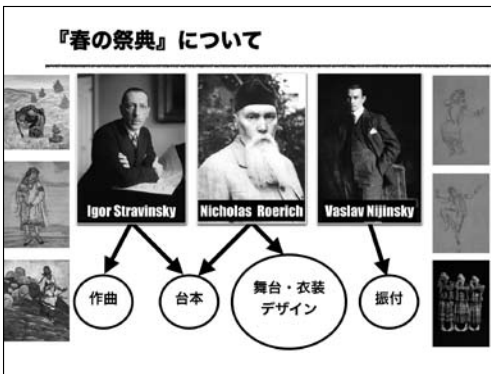 『春の祭典』について
Igor Stravinsky
Nicholas Roerich
Vaslav Nijinsky
作曲
台本
舞台・衣装
デザイン
振付